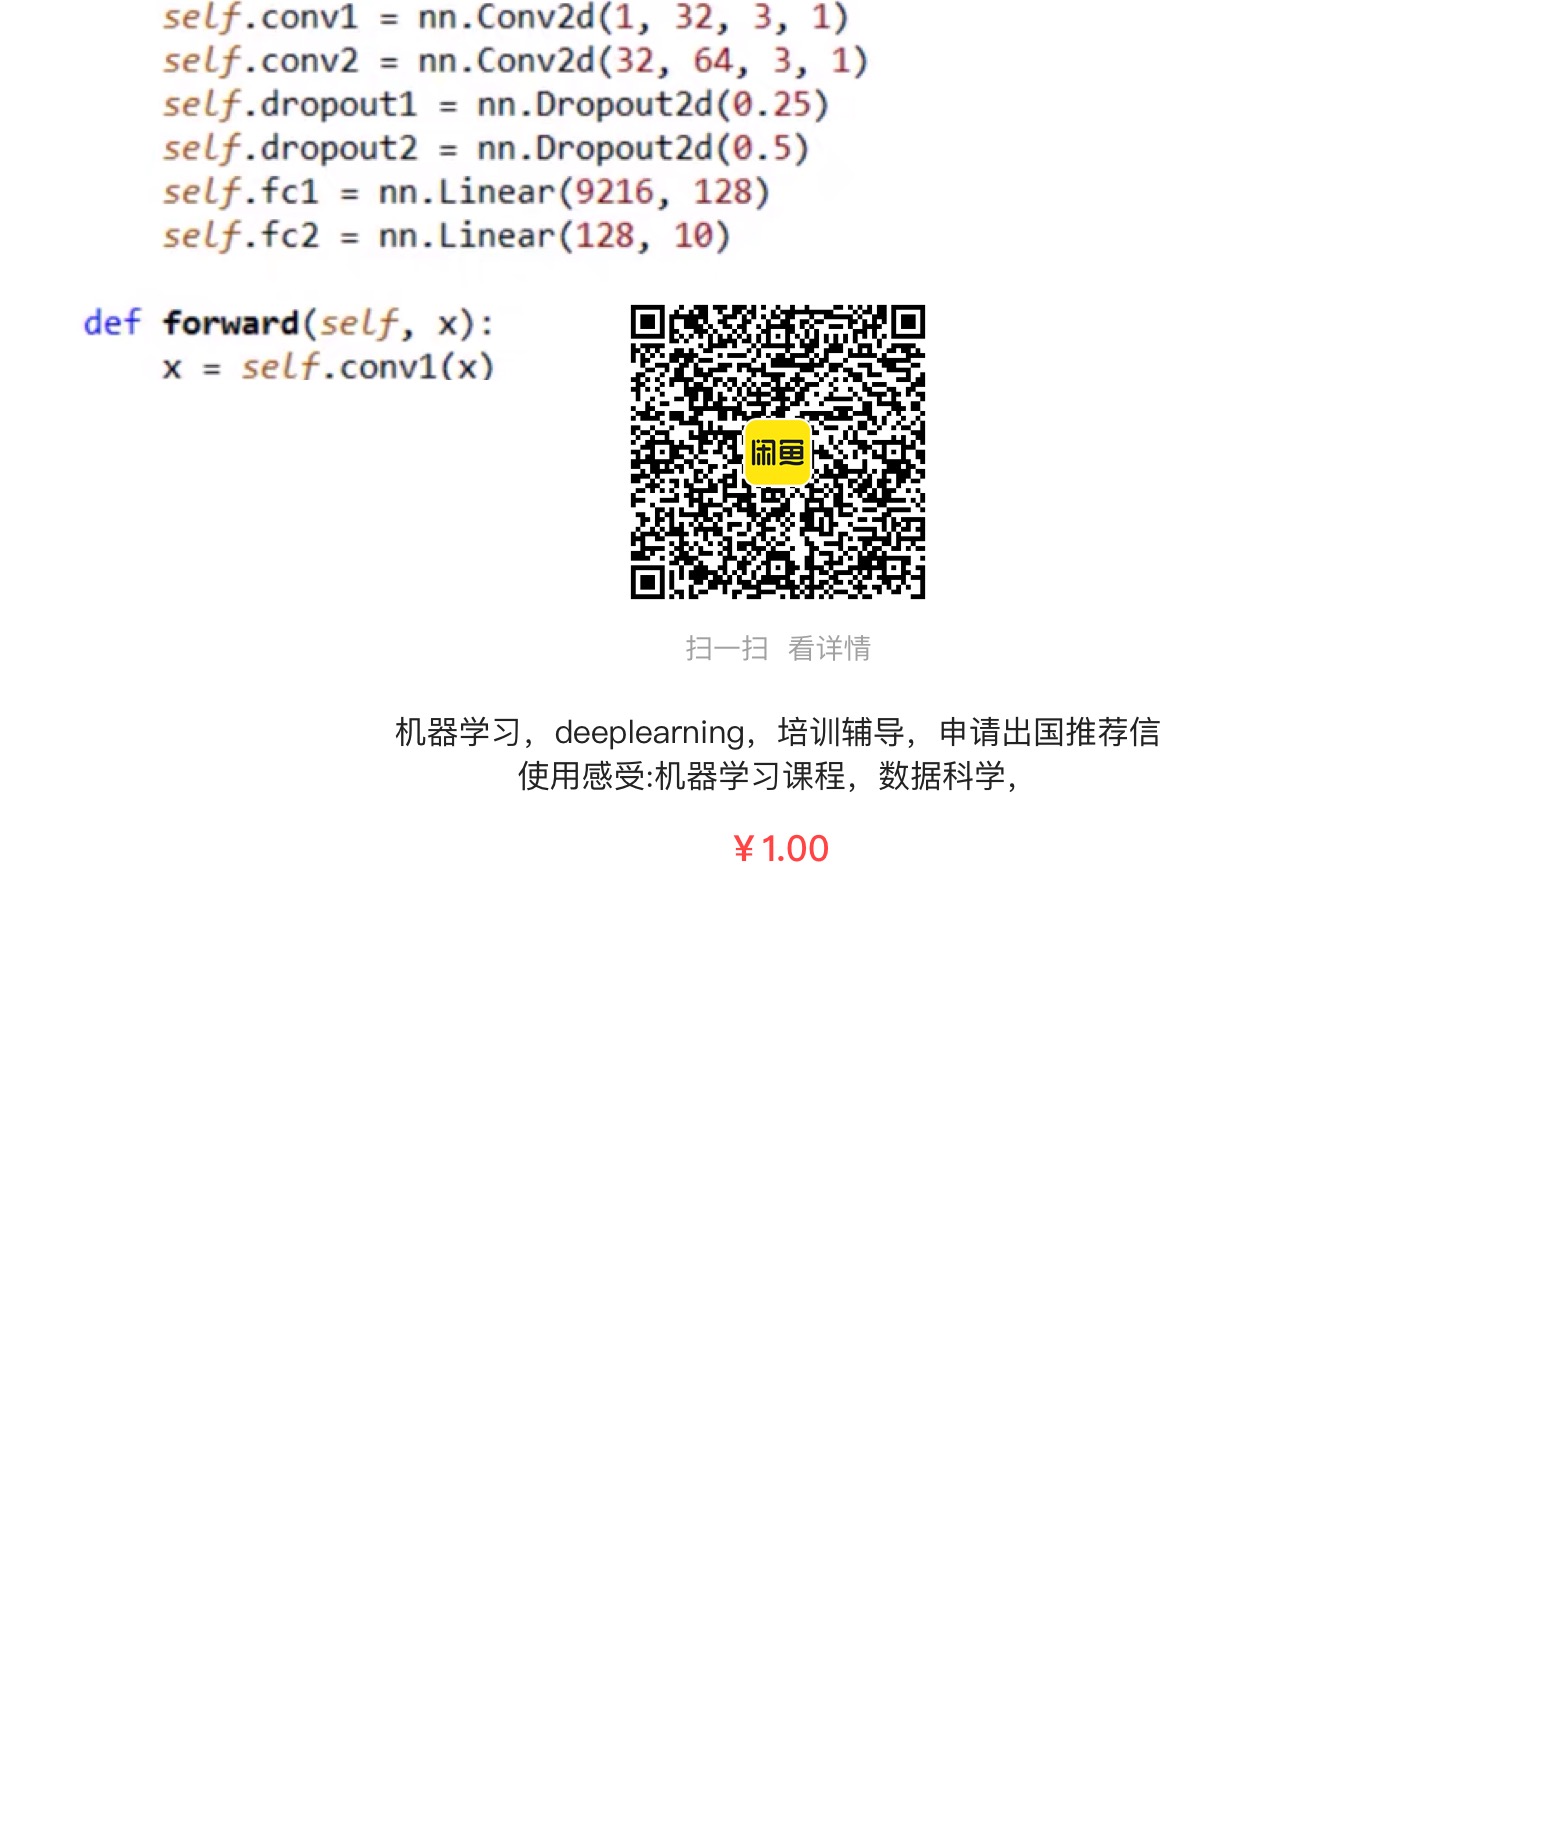 self.conv1 = nn.Conv2d(1, 32, 3, 1)
self.conv2 = nn.Conv2d(32, 64, 3, 1)
self.dropout1 = nn.Dropout2d(0.25)
self.dropout2 = nn.Dropout2d(0.5)
self.fc1 = nn.Linear(9216, 128)
self.fc2 = nn.Linear(128, 10)
def forward(self, x):
x = self.conv1(x)
闲鱼
扫一扫 看详情
机器学习，deeplearning，培训辅导，申请出国推荐信
使用感受:机器学习课程，数据科学，
¥1.00